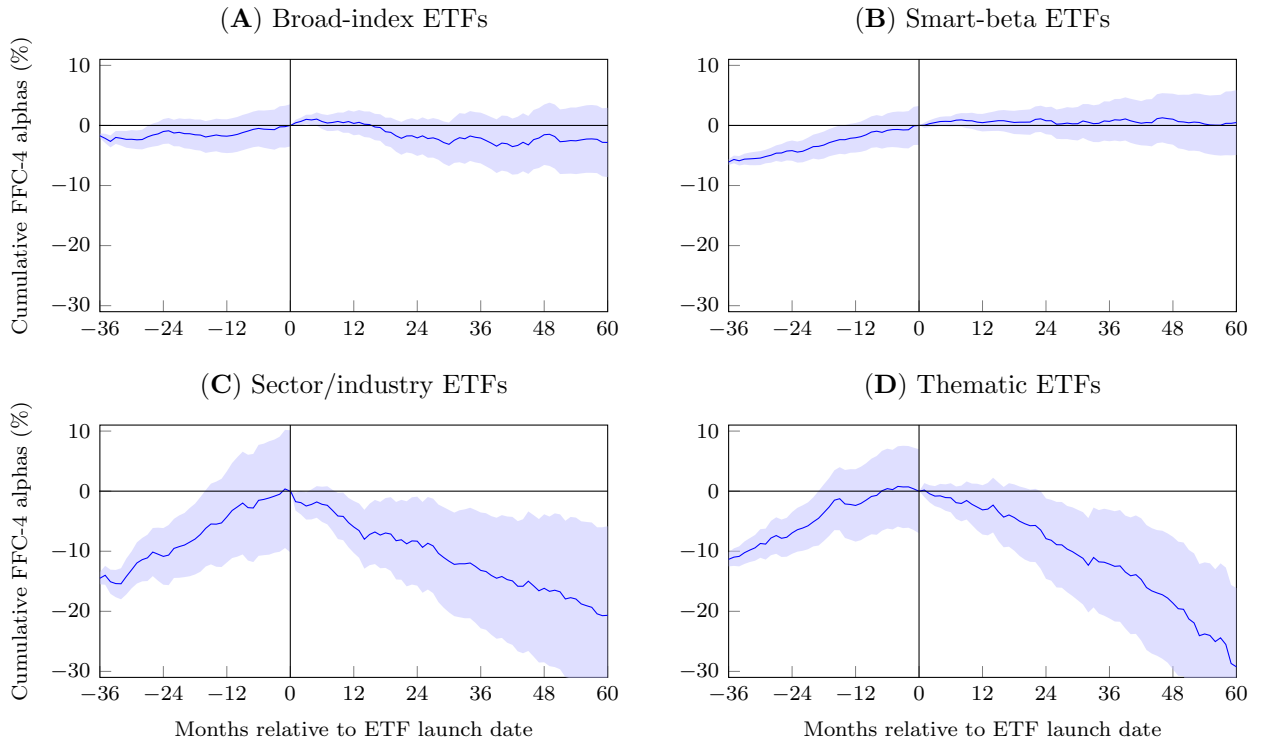 (A) Broad-index ETFs
(B) Smart-beta ETFs
Cumulative FFC-4 alphas (%)
10
0
−10
−20
−30
−36 −24 −12 0 12 24 36 48 60
10
0
−10
−20
−30
−36 −24 −12 0 12 24 36 48 60
(C) Sector/industry ETFs
(D) Thematic ETFs
Cumulative FFC-4 alphas (%)
10
0
−10
−20
−30
−36 −24 −12 0 12 24 36 48 60
Months relative to ETF launch date
10
0
−10
−20
−30
−36 −24 −12 0 12 24 36 48 60
Months relative to ETF launch date